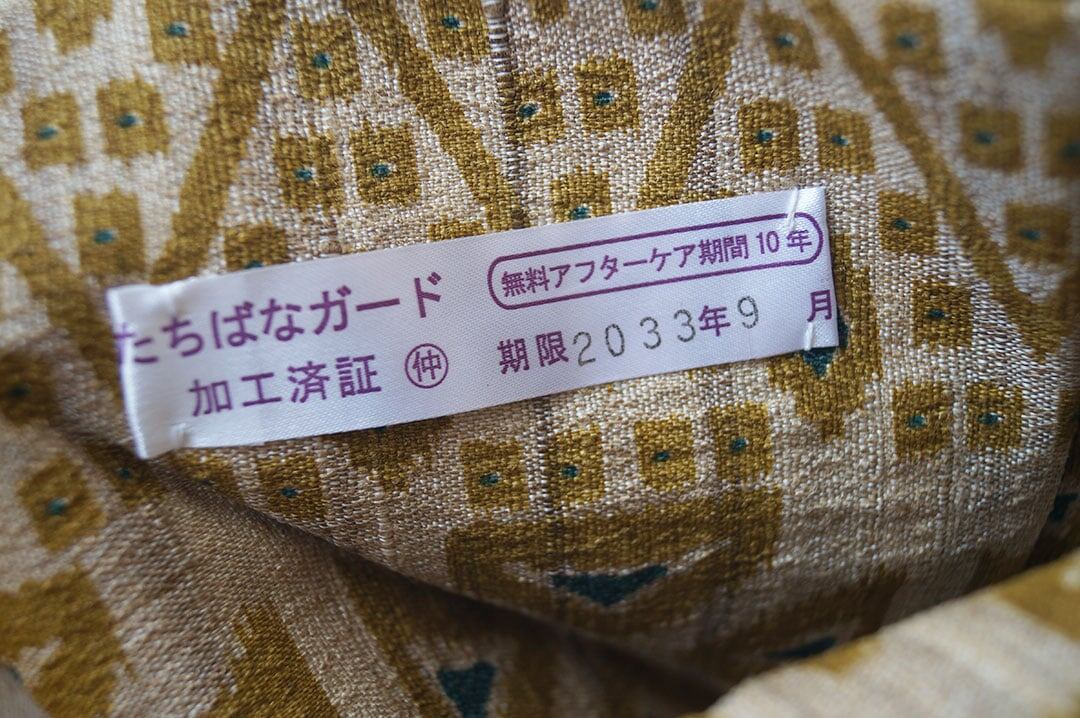 たちばなガード
加工済証 ㊥
無料アフターケア期間10年
期限2033年9月